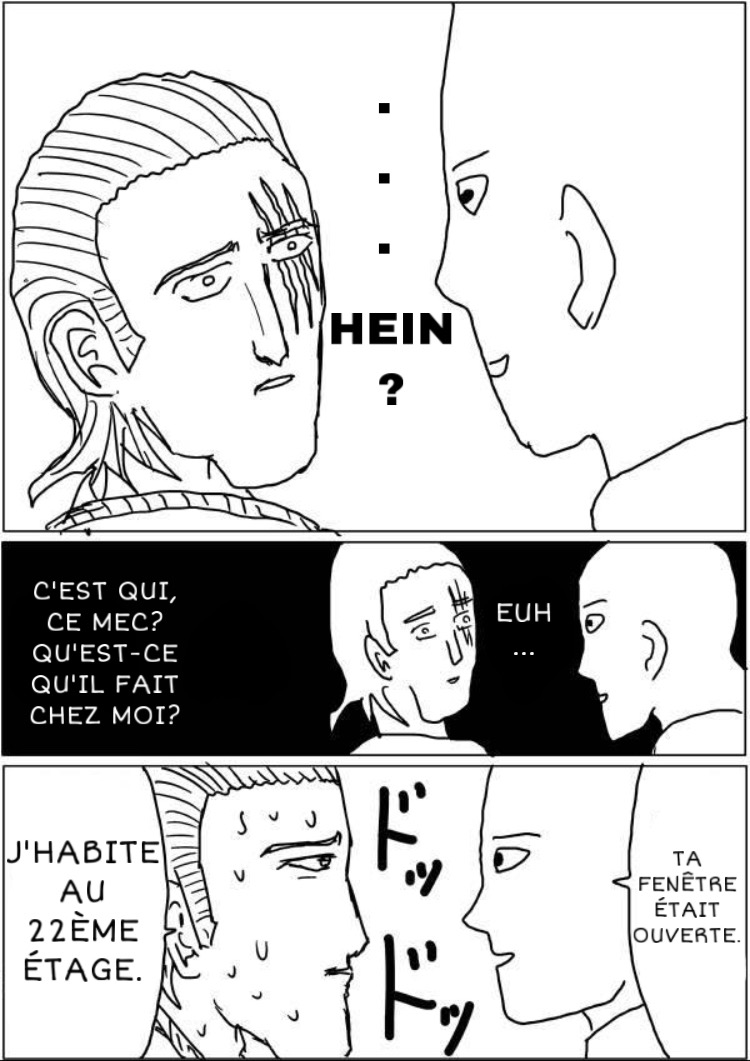 .
.
.
HEIN
?
C'EST QUI,
CE MEC?
QU'EST-CE
QU'IL FAIT
CHEZ MOI?
EUH
...
TA
FENÊTRE
ÉTAIT
OUVERTE.
J'HABITE
AU
22ÈME
ÉTAGE.
ドッ
ドッ